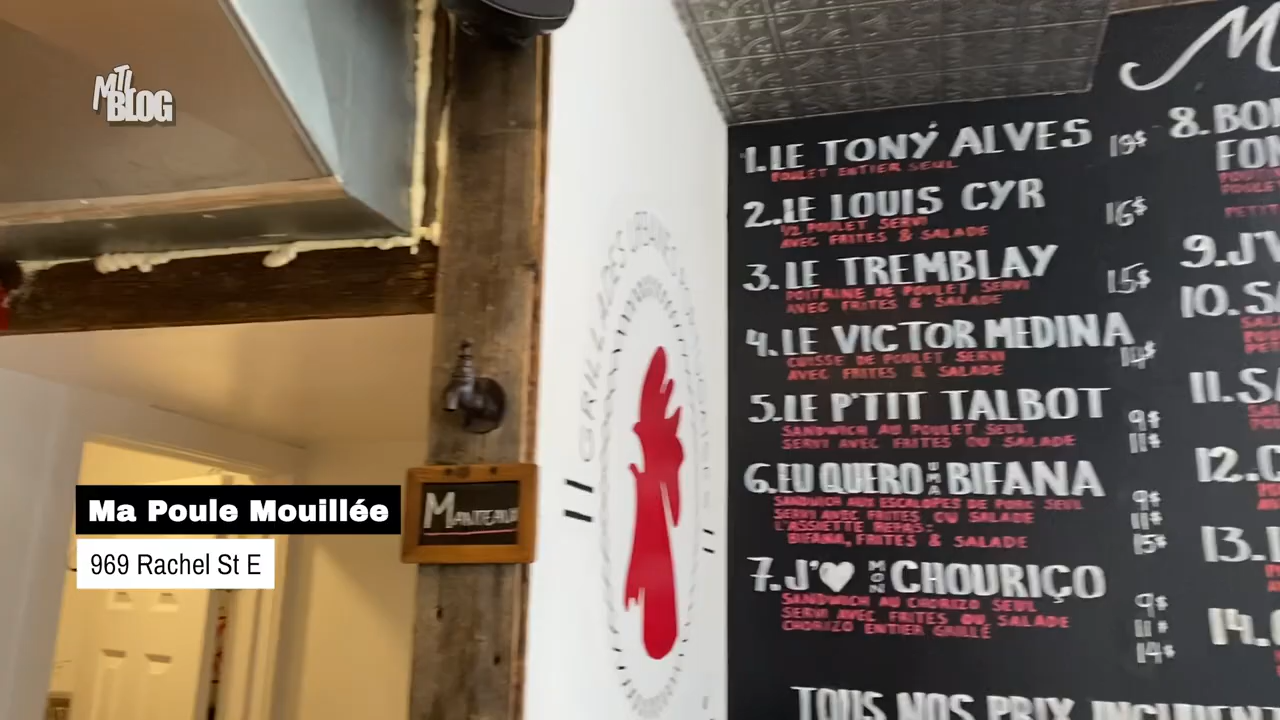 MTL
BLOG
Ma Poule Mouillée
969 Rachel St E
MANTEAUX
GRILLADES
1. LE TONY ALVES 19$
POULET ENTIER SEUL
2. LE LOUIS CYR 16$
1/2 POULET SERVI
AVEC FRITES & SALADE
3. LE TREMBLAY 15$
POITRINE DE POULET SERVI
AVEC FRITES & SALADE
4. LE VICTOR MEDINA 14$
CUISSE DE POULET SERVI
AVEC FRITES & SALADE
5. LE P'TIT TALBOT
SANDWICH AU POULET SEUL 9$
SERVI AVEC FRITES OU SALADE 11$
6. EU QUERO UMA BIFANA
SANDWICH AUX ESCALOPES DE PORC SEUL 9$
SERVI AVEC FRITES OU SALADE 11$
L'ASSIETTE REPAS:
BIFANA, FRITES & SALADE 15$
7. J'♥ MON CHOURIÇO
SANDWICH AU CHORIZO SEUL 9$
SERVI AVEC FRITES OU SALADE 11$
CHORIZO ENTIER GRILLÉ 14$
TOUS NOS PRIX
8.
9. J'
10.
11.
12.
13.
14.